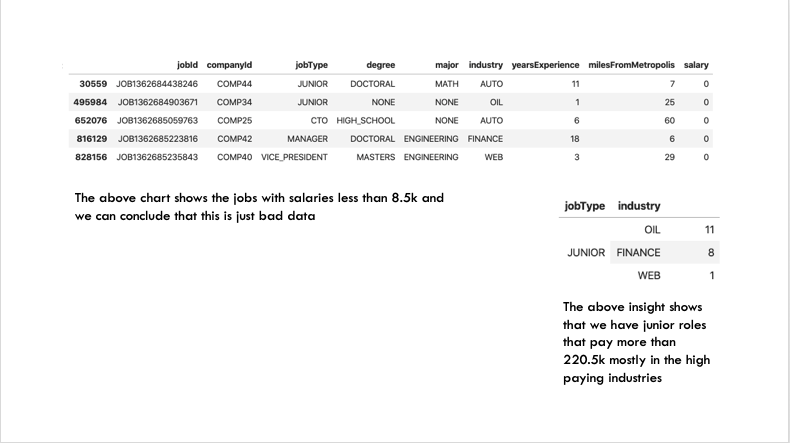 jobId companyId jobType degree major industry yearsExperience milesFromMetropolis salary
30559 JOB1362684438246 COMP44 JUNIOR DOCTORAL MATH AUTO 11 7 0
495984 JOB1362684903671 COMP34 JUNIOR NONE NONE OIL 1 25 0
652076 JOB1362685059763 COMP25 CTO HIGH_SCHOOL NONE AUTO 6 60 0
816129 JOB1362685223816 COMP42 MANAGER DOCTORAL ENGINEERING FINANCE 18 6 0
828156 JOB1362685235843 COMP40 VICE_PRESIDENT MASTERS ENGINEERING WEB 3 29 0
The above chart shows the jobs with salaries less than 8.5k and
we can conclude that this is just bad data
jobType industry
OIL 11
JUNIOR FINANCE 8
WEB 1
The above insight shows
that we have junior roles
that pay more than
220.5k mostly in the high
paying industries